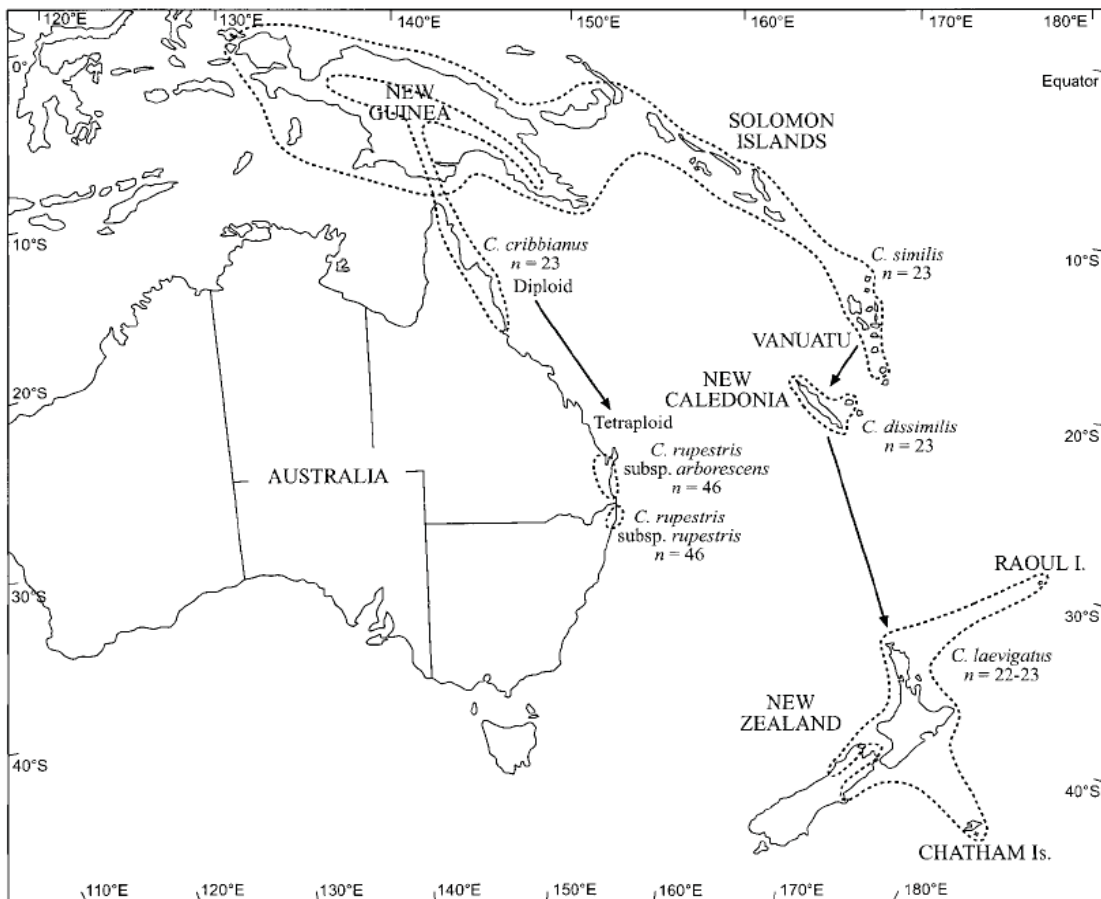 120°E 130°E 140°E 150°E 160°E 170°E 180°E
0°
Equator
NEW
GUINEA
SOLOMON
ISLANDS
10°S
10°S
C. cribbianus
n = 23
Diploid
C. similis
n = 23
VANUATU
NEW
CALEDONIA
20°S
20°S
Tetraploid
C. dissimilis
n = 23
C. rupestris
subsp. arborescens
n = 46
AUSTRALIA
C. rupestris
subsp. rupestris
n = 46
RAOUL I.
30°S
30°S
C. laevigatus
n = 22-23
NEW
ZEALAND
40°S
40°S
CHATHAM Is.
110°E 120°E 130°E 140°E 150°E 160°E 170°E 180°E